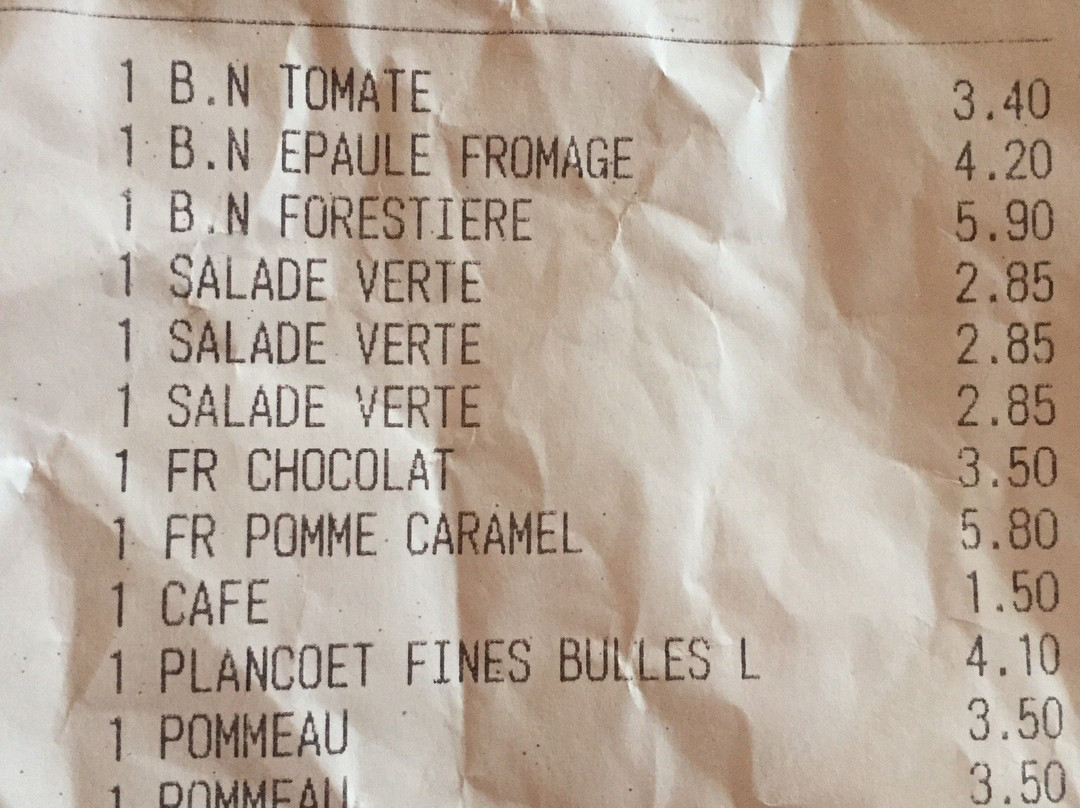 1 B.N TOMATE 3.40
1 B.N EPAULE FROMAGE 4.20
1 B.N FORESTIERE 5.90
1 SALADE VERTE 2.85
1 SALADE VERTE 2.85
1 SALADE VERTE 2.85
1 FR CHOCOLAT 3.50
1 FR POMME CARAMEL 5.80
1 CAFE 1.50
1 PLANCOET FINES BULLES L 4.10
1 POMMEAU 3.50
1 POMMEAU 3.50